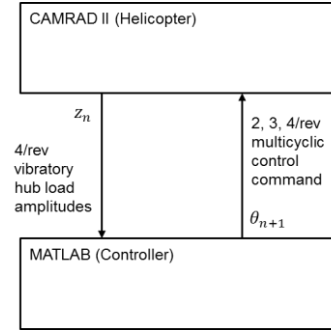 CAMRAD II (Helicopter)
z_n
4/rev
vibratory
hub load
amplitudes
2, 3, 4/rev
multicyclic
control
command
θ_{n+1}
MATLAB (Controller)